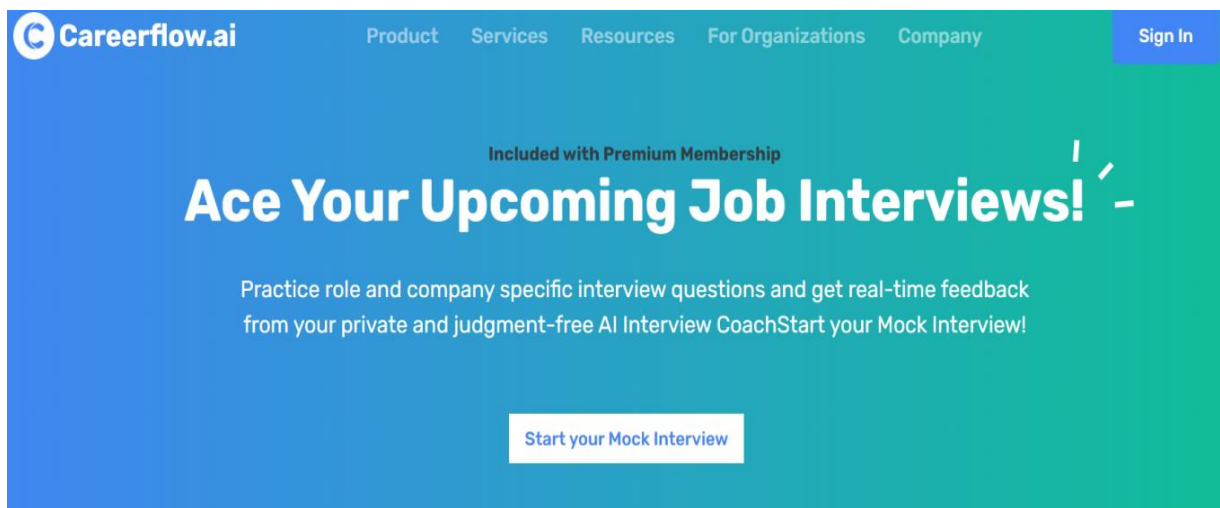 Careerflow.ai
Product Services Resources For Organizations Company
Sign In
Included with Premium Membership
Ace Your Upcoming Job Interviews!
Practice role and company specific interview questions and get real-time feedback
from your private and judgment-free AI Interview CoachStart your Mock Interview!
Start your Mock Interview